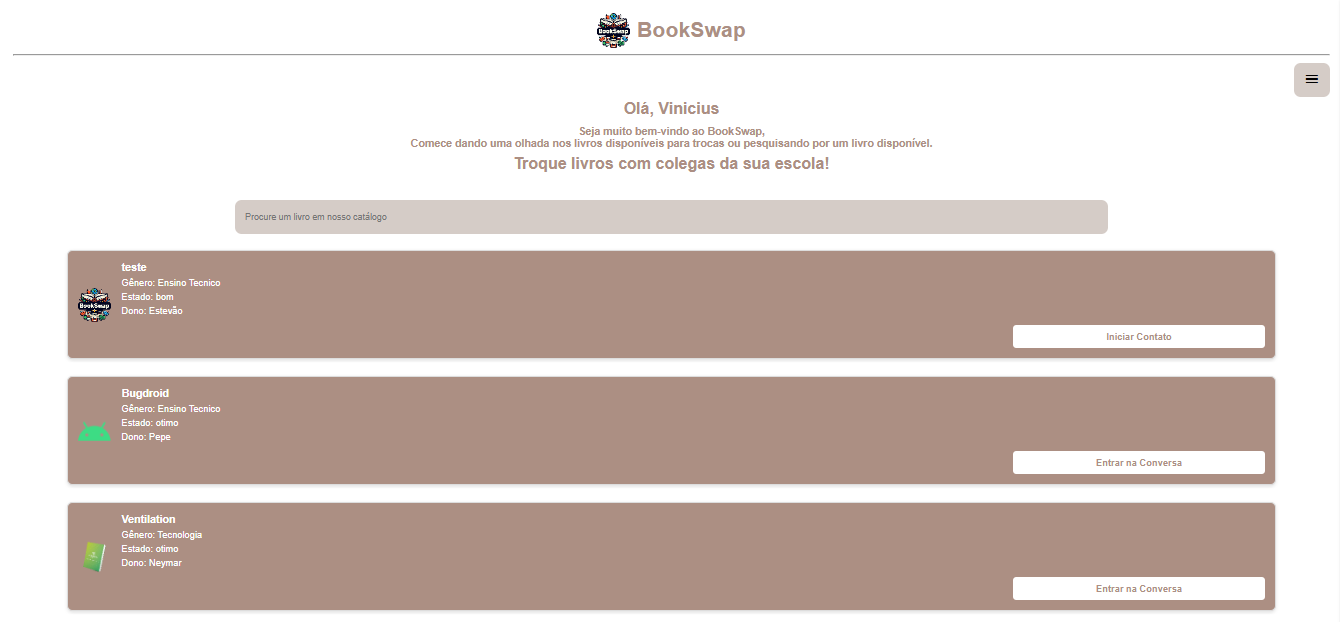 BookSwap
BookSwap
Olá, Vinicius
Seja muito bem-vindo ao BookSwap,
Comece dando uma olhada nos livros disponíveis para trocas ou pesquisando por um livro disponível.
Troque livros com colegas da sua escola!
Procure um livro em nosso catálogo
BookSwap
teste
Gênero: Ensino Tecnico
Estado: bom
Dono: Estevão
Iniciar Contato
Bugdroid
Gênero: Ensino Tecnico
Estado: otimo
Dono: Pepe
Entrar na Conversa
Ventilation
Gênero: Tecnologia
Estado: otimo
Dono: Neymar
Entrar na Conversa